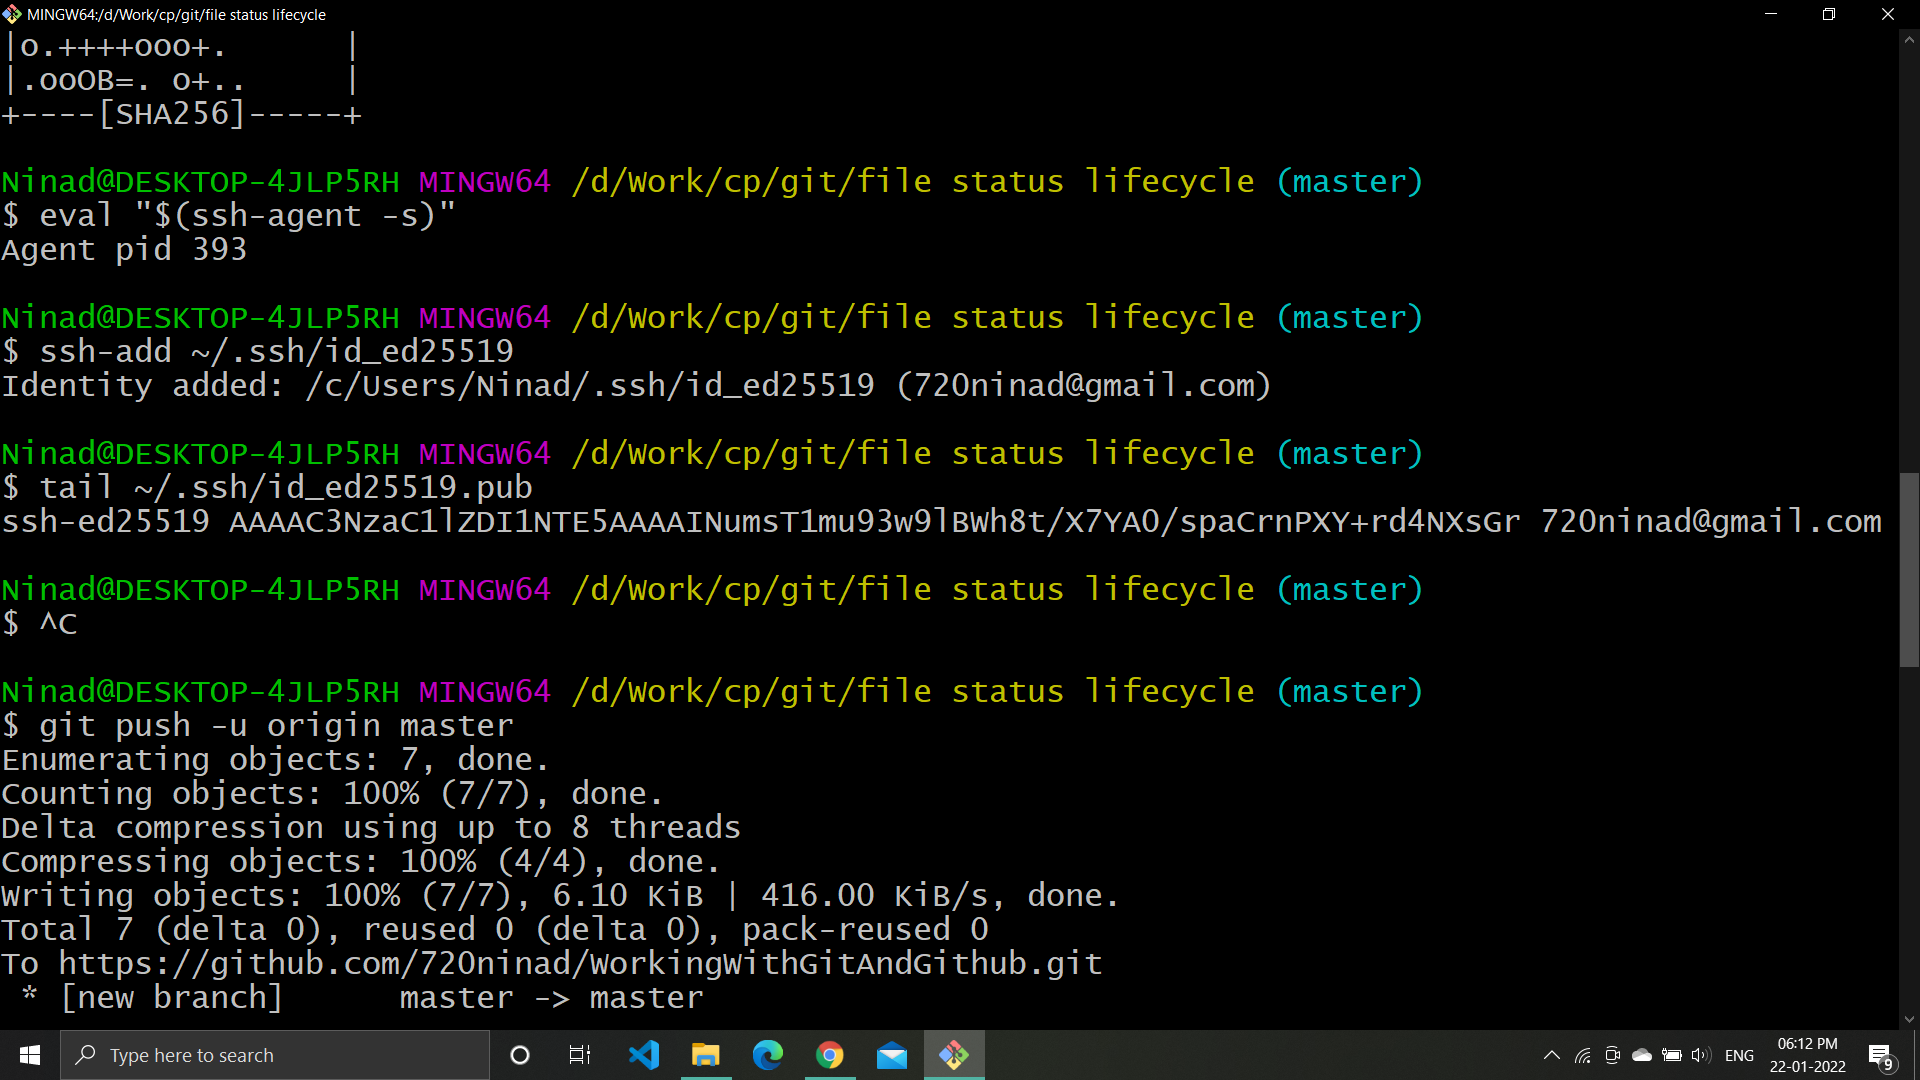 MINGW64:/d/Work/cp/git/file status lifecycle
|o.++++ooo+.      |
|.ooOB=. o+..     |
+----[SHA256]-----+
Ninad@DESKTOP-4JLP5RH MINGW64 /d/Work/cp/git/file status lifecycle (master)
$ eval "$(ssh-agent -s)"
Agent pid 393
Ninad@DESKTOP-4JLP5RH MINGW64 /d/Work/cp/git/file status lifecycle (master)
$ ssh-add ~/.ssh/id_ed25519
Identity added: /c/Users/Ninad/.ssh/id_ed25519 (720ninad@gmail.com)
Ninad@DESKTOP-4JLP5RH MINGW64 /d/Work/cp/git/file status lifecycle (master)
$ tail ~/.ssh/id_ed25519.pub
ssh-ed25519 AAAAC3NzaC1lZDI1NTE5AAAAINumsT1mu93w9lBWh8t/X7YAO/spaCrnPXY+rd4NXsGr 720ninad@gmail.com
Ninad@DESKTOP-4JLP5RH MINGW64 /d/Work/cp/git/file status lifecycle (master)
$ ^C
Ninad@DESKTOP-4JLP5RH MINGW64 /d/Work/cp/git/file status lifecycle (master)
$ git push -u origin master
Enumerating objects: 7, done.
Counting objects: 100% (7/7), done.
Delta compression using up to 8 threads
Compressing objects: 100% (4/4), done.
Writing objects: 100% (7/7), 6.10 KiB | 416.00 KiB/s, done.
Total 7 (delta 0), reused 0 (delta 0), pack-reused 0
To https://github.com/720ninad/WorkingWithGitAndGithub.git
 * [new branch]      master -> master
Type here to search
ENG
06:12 PM
22-01-2022
9